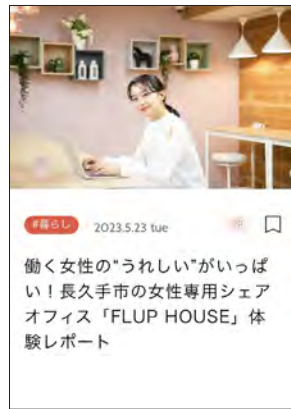 #暮らし 2023.5.23 tue
働く女性の“うれしい”がいっぱ
い！長久手市の女性専用シェア
オフィス「FLUP HOUSE」体
験レポート